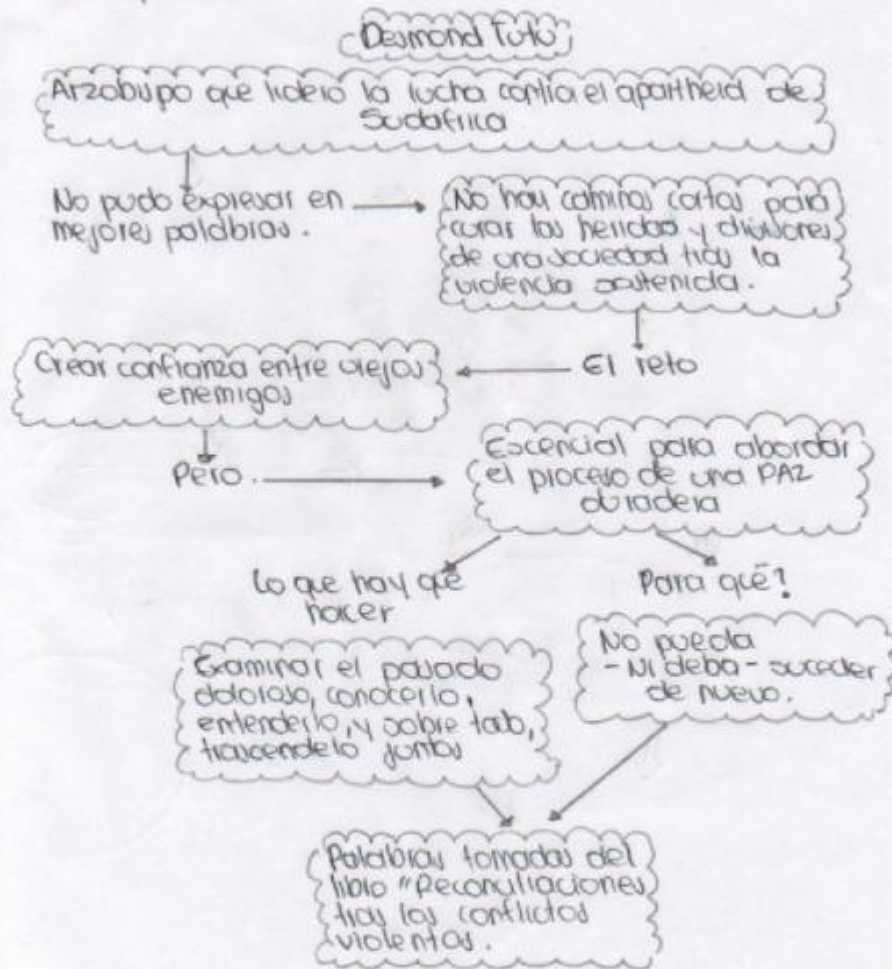 Desmond Tutu
Arzobispo que lideró la lucha contra el apartheid de
Sudáfrica
No pudo expresar en
mejores palabras.
No hay caminos cortos para
curar las heridas y divisiones
de una sociedad tras la
violencia sostenida.
El reto
Crear confianza entre viejos
enemigos
Pero.
Escencial para abordar
el proceso de una PAZ
duradera
Lo que hay que
hacer
Para qué?
Examinar el pasado
doloroso, conocerlo,
entenderlo, y sobre todo,
trascendelo juntos
No pueda
-Ni deba- suceder
de nuevo.
Palabras tomadas del
libro "Reconciliaciones
tras los conflictos
violentos.